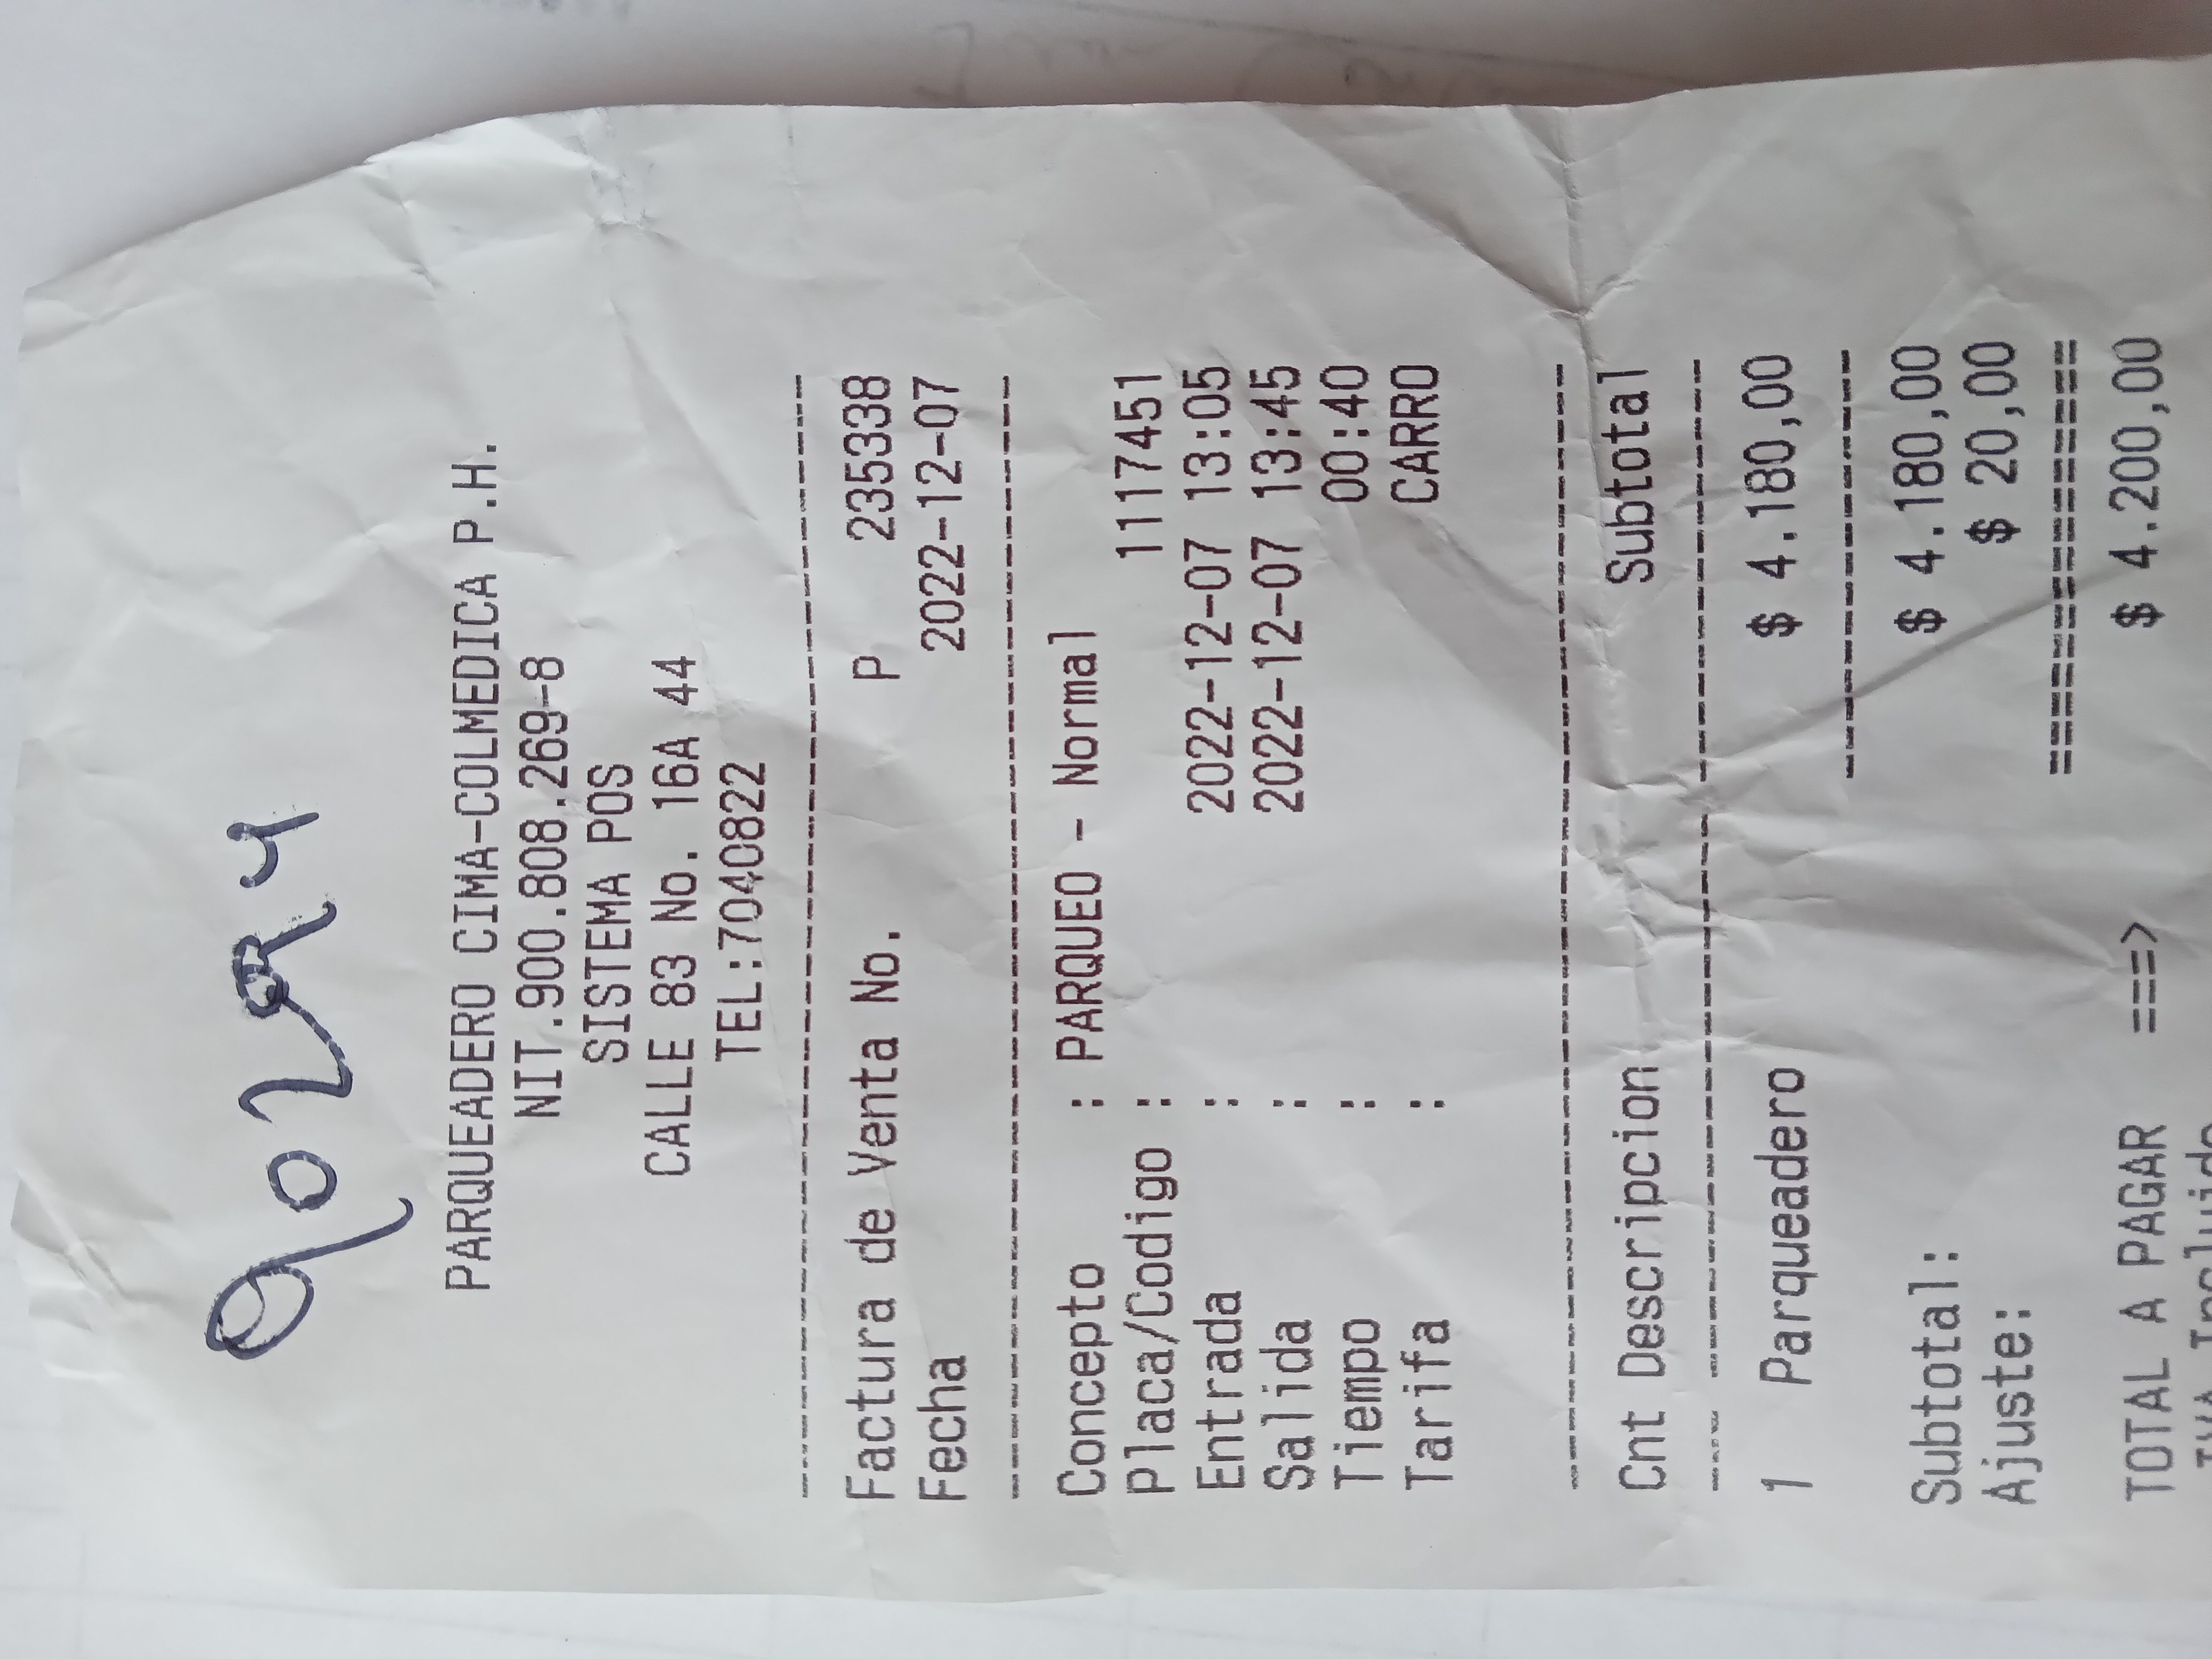 PARQUEADERO CIMA-COLMEDICA P.H.
NIT.900.808.269-8
SISTEMA POS
CALLE 83 No. 16A 44
TEL:7040822
Factura de Venta No. P 235338
Fecha 2022-12-07
Concepto : PARQUEO - Normal
Placa/Codigo : 1117451
Entrada : 2022-12-07 13:05
Salida : 2022-12-07 13:45
Tiempo : 00:40
Tarifa : CARRO
Cnt Descripcion Subtotal
1 Parqueadero $ 4.180,00
Subtotal: $ 4.180,00
Ajuste: $ 20,00
TOTAL A PAGAR ===> $ 4.200,00
IVA Incluido